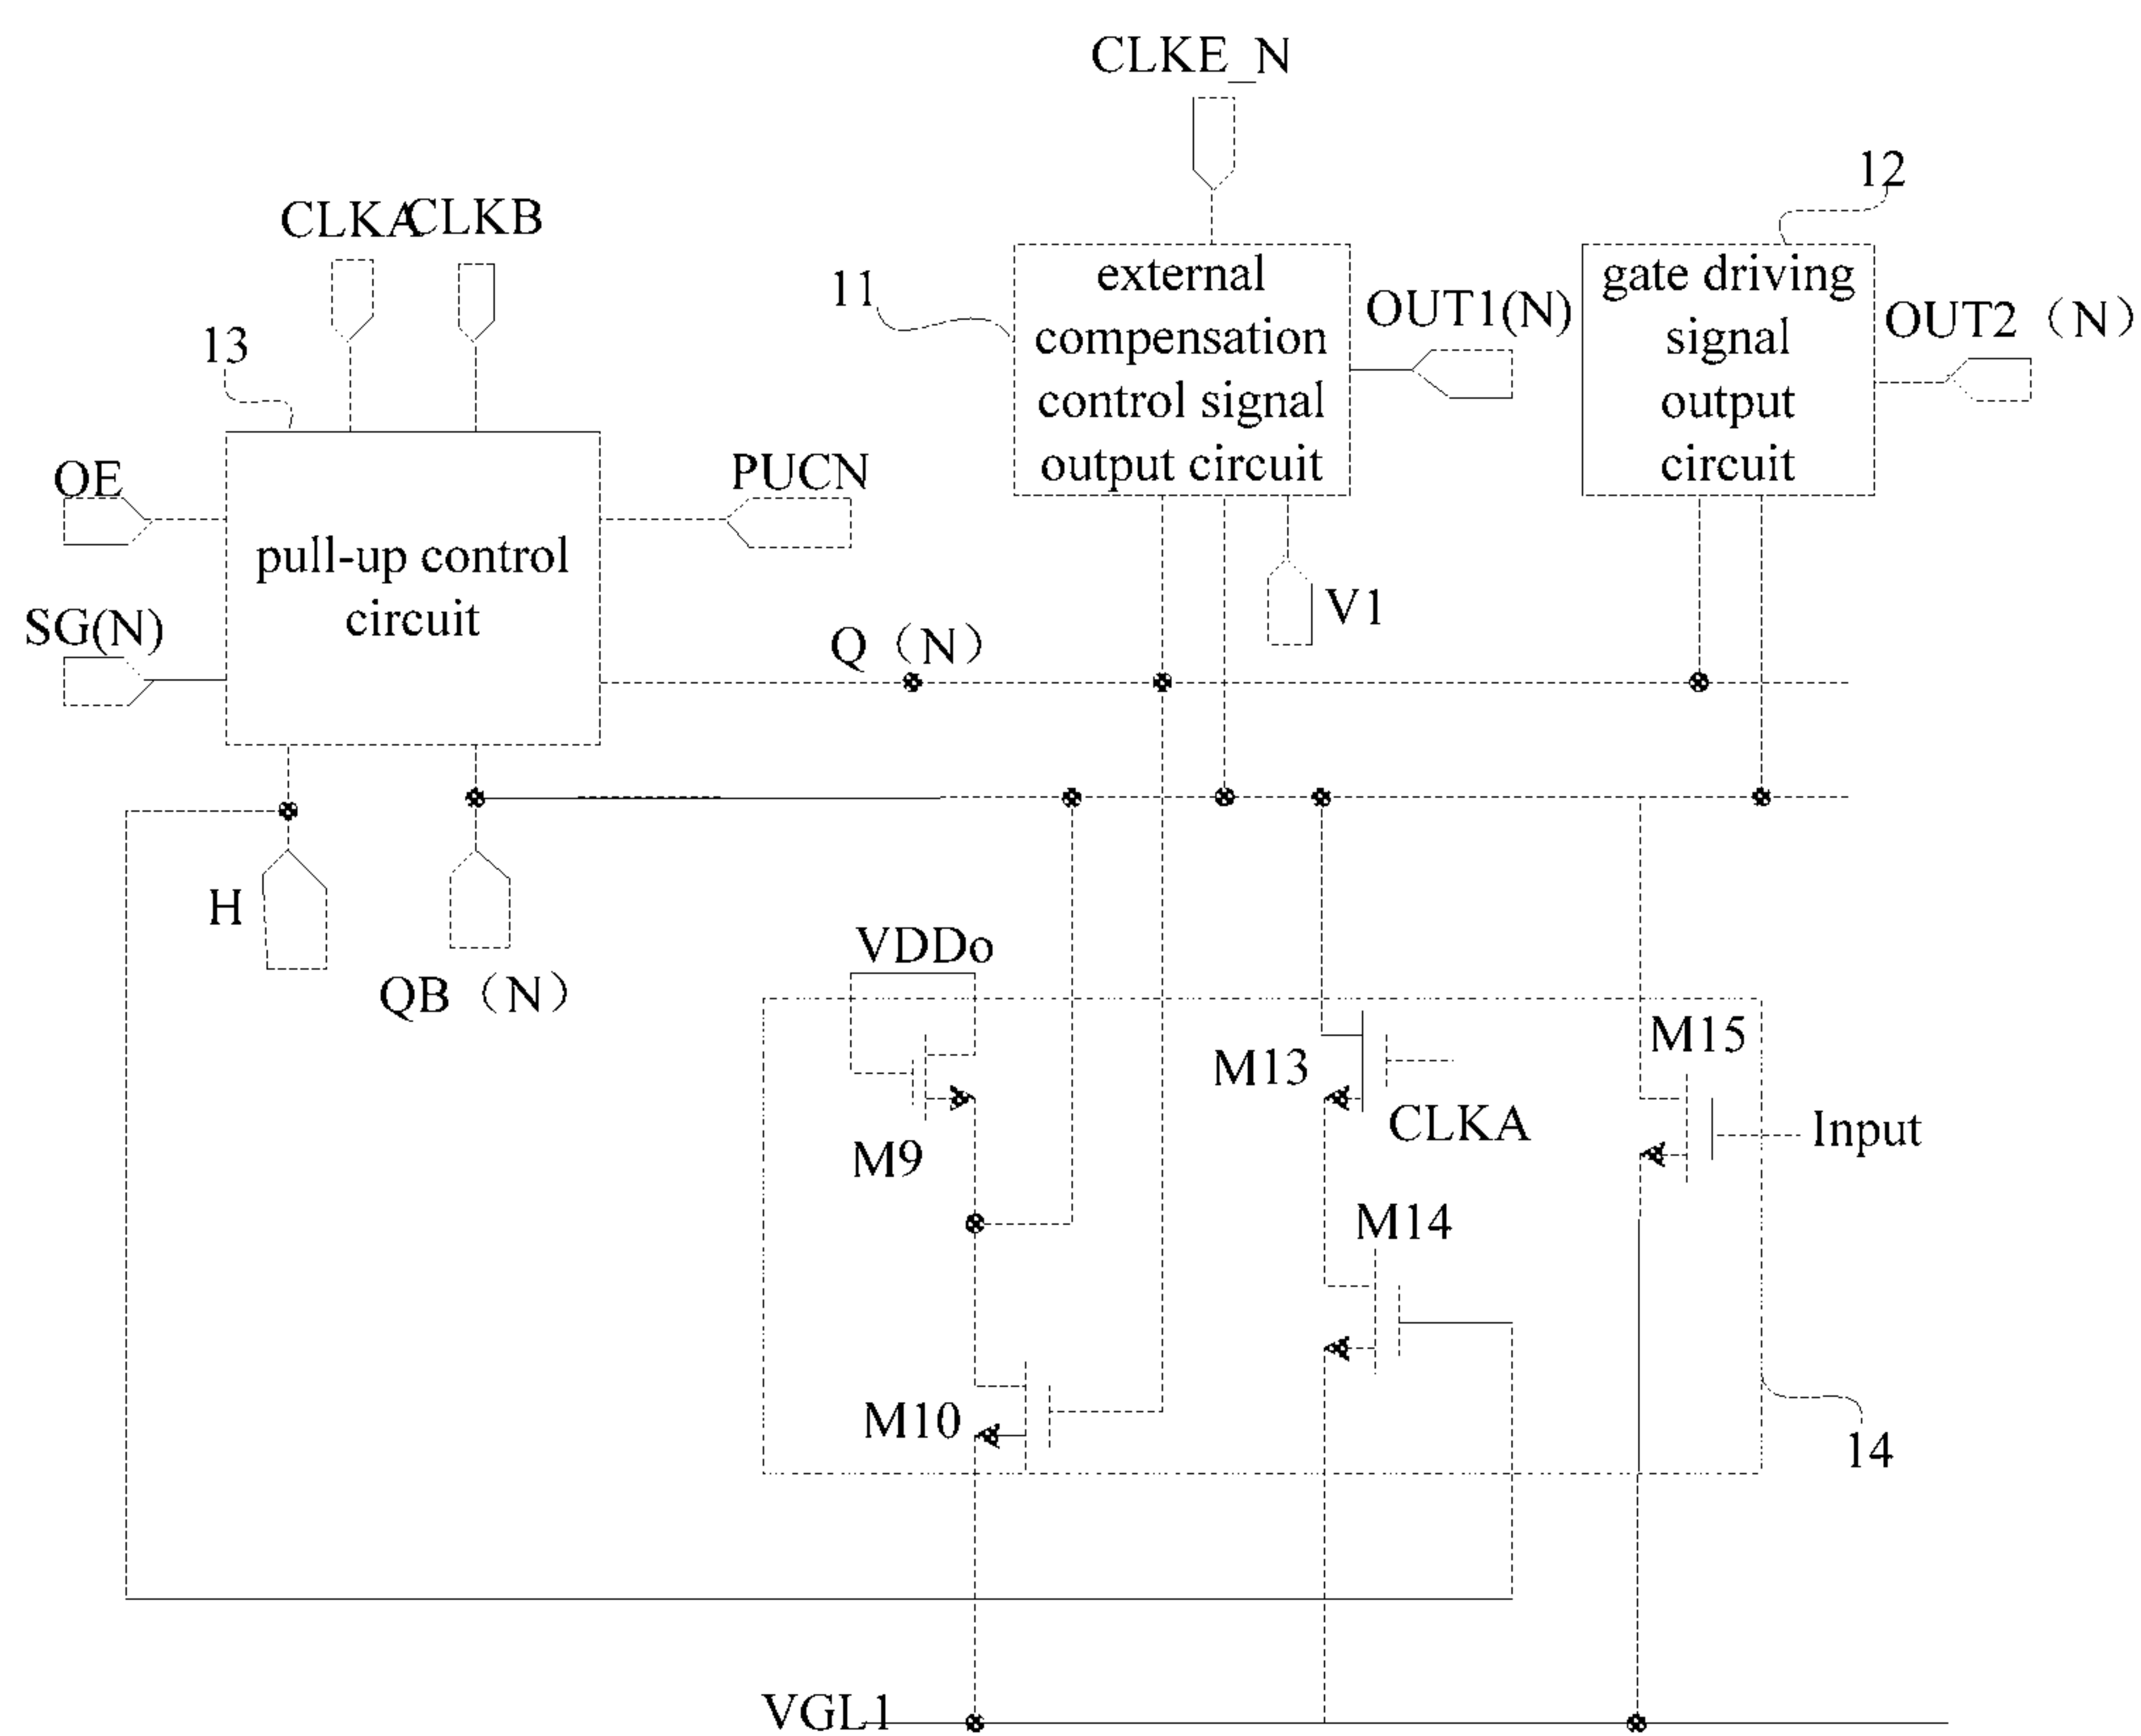 CLKE_N
12
CLKA
CLKB
11
external
compensation
control signal
output circuit
gate driving
signal
output
circuit
OUT1(N)
OUT2（N）
13
OE
PUCN
pull-up control
circuit
SG(N)
V1
Q（N）
H
QB（N）
VDDo
M15
M13
CLKA
Input
M9
M14
M10
14
VGL1